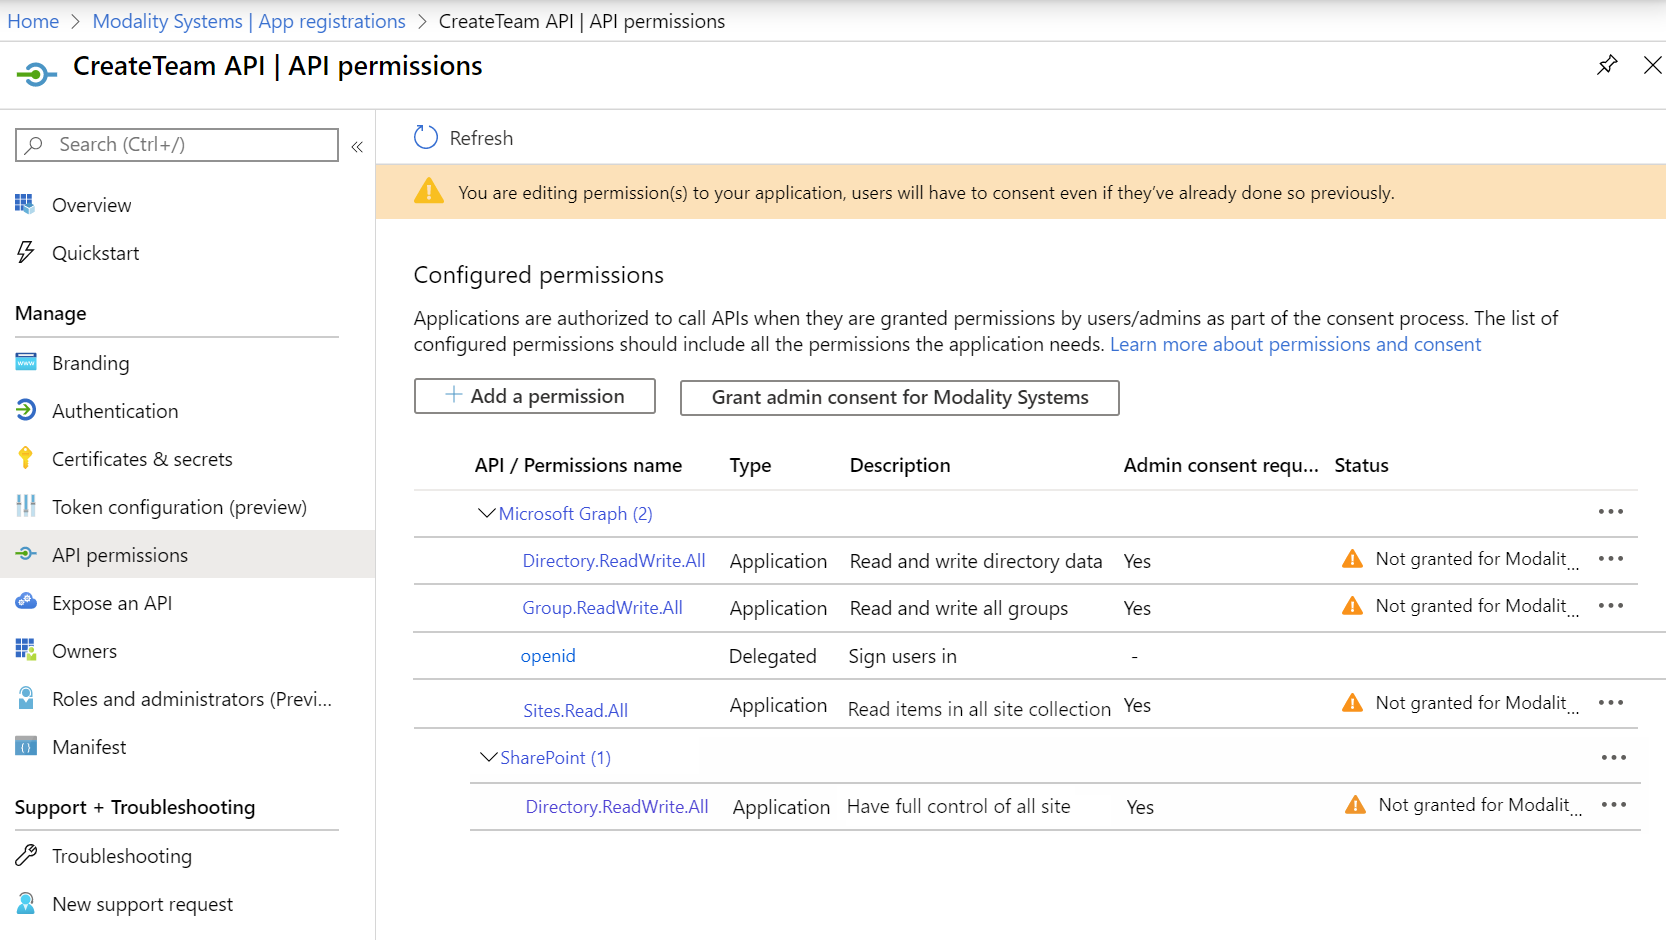 Home > Modality Systems | App registrations > CreateTeam API | API permissions
CreateTeam API | API permissions
Search (Ctrl+/)
«
Overview
Quickstart
Manage
Branding
www
Authentication
Certificates & secrets
Token configuration (preview)
API permissions
Expose an API
Owners
Roles and administrators (Previ...
Manifest
Support + Troubleshooting
Troubleshooting
New support request
Refresh
You are editing permission(s) to your application, users will have to consent even if they've already done so previously.
Configured permissions
Applications are authorized to call APIs when they are granted permissions by users/admins as part of the consent process. The list of
configured permissions should include all the permissions the application needs. Learn more about permissions and consent
+ Add a permission
Grant admin consent for Modality Systems
API / Permissions name Type Description Admin consent requ... Status
Microsoft Graph (2) ...
Directory.ReadWrite.All Application Read and write directory data Yes Not granted for Modalit... ...
Group.ReadWrite.All Application Read and write all groups Yes Not granted for Modalit... ...
openid Delegated Sign users in -
Sites.Read.All Application Read items in all site collection Yes Not granted for Modalit... ...
SharePoint (1) ...
Directory.ReadWrite.All Application Have full control of all site Yes Not granted for Modalit... ...